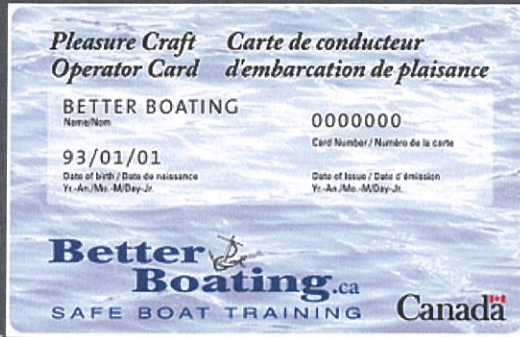 Pleasure Craft Carte de conducteur
Operator Card d'embarcation de plaisance
BETTER BOATING
Name/Nom
0000000
Card Number / Numéro de la carte
93/01/01
Date of birth / Date de naissance
Yr.-An./Mo.-M/Day-Jr.
Date of Issue / Date d'émission
Yr.-An./Mo.-M/Day-Jr.
Better
Boating.ca
SAFE BOAT TRAINING
Canada